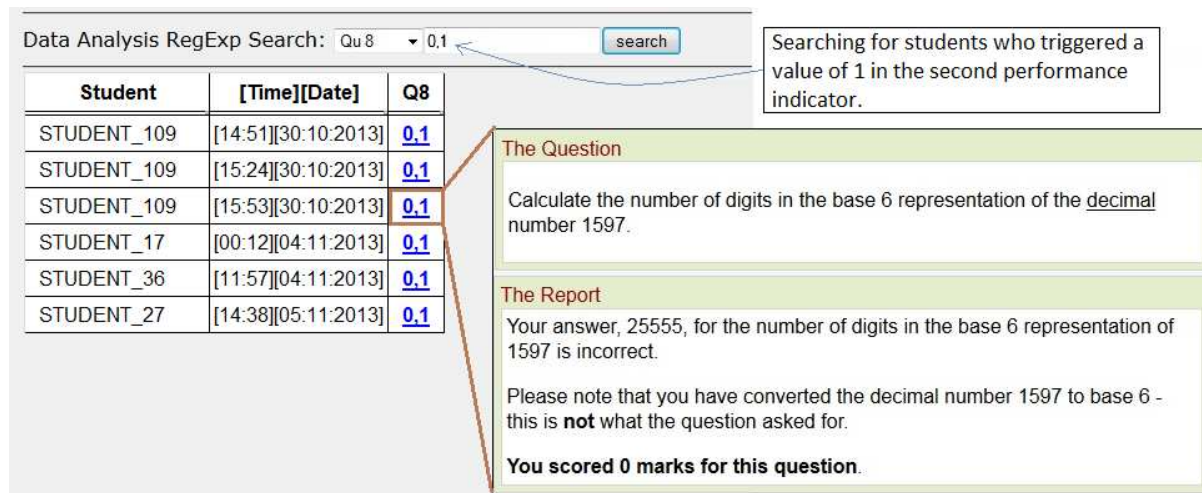 Data Analysis RegExp Search: Qu 8 0,1 search
Searching for students who triggered a
value of 1 in the second performance
indicator.
Student [Time][Date] Q8
STUDENT_109 [14:51][30:10:2013] 0,1
STUDENT_109 [15:24][30:10:2013] 0,1
STUDENT_109 [15:53][30:10:2013] 0,1
STUDENT_17 [00:12][04:11:2013] 0,1
STUDENT_36 [11:57][04:11:2013] 0,1
STUDENT_27 [14:38][05:11:2013] 0,1
The Question
Calculate the number of digits in the base 6 representation of the decimal
number 1597.
The Report
Your answer, 25555, for the number of digits in the base 6 representation of
1597 is incorrect.
Please note that you have converted the decimal number 1597 to base 6 -
this is not what the question asked for.
You scored 0 marks for this question.